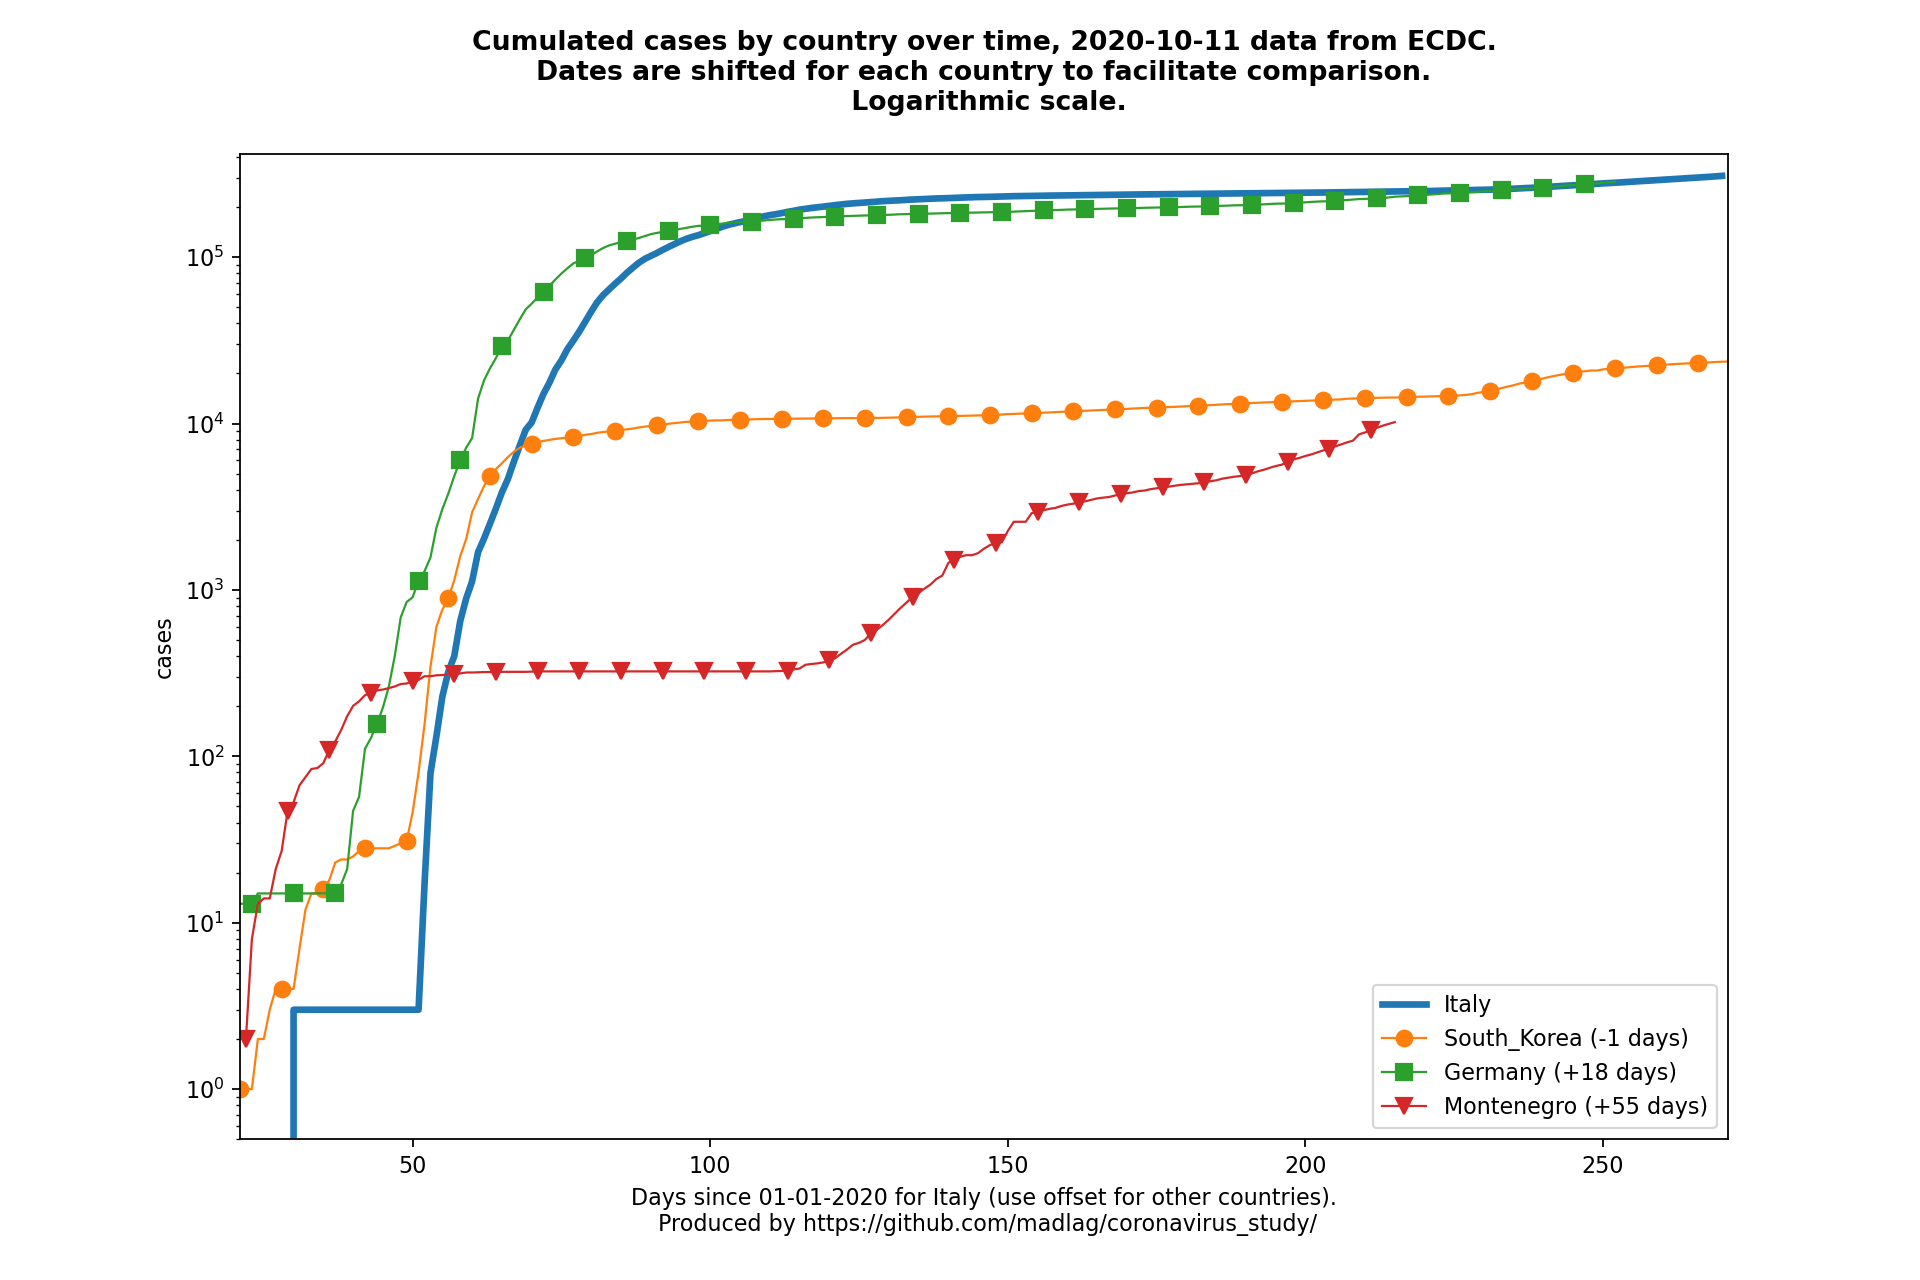 Cumulated cases by country over time, 2020-10-11 data from ECDC.
Dates are shifted for each country to facilitate comparison.
Logarithmic scale.
10^5
10^4
10^3
10^2
10^1
10^0
cases
Italy
South_Korea (-1 days)
Germany (+18 days)
Montenegro (+55 days)
50 100 150 200 250
Days since 01-01-2020 for Italy (use offset for other countries).
Produced by https://github.com/madlag/coronavirus_study/